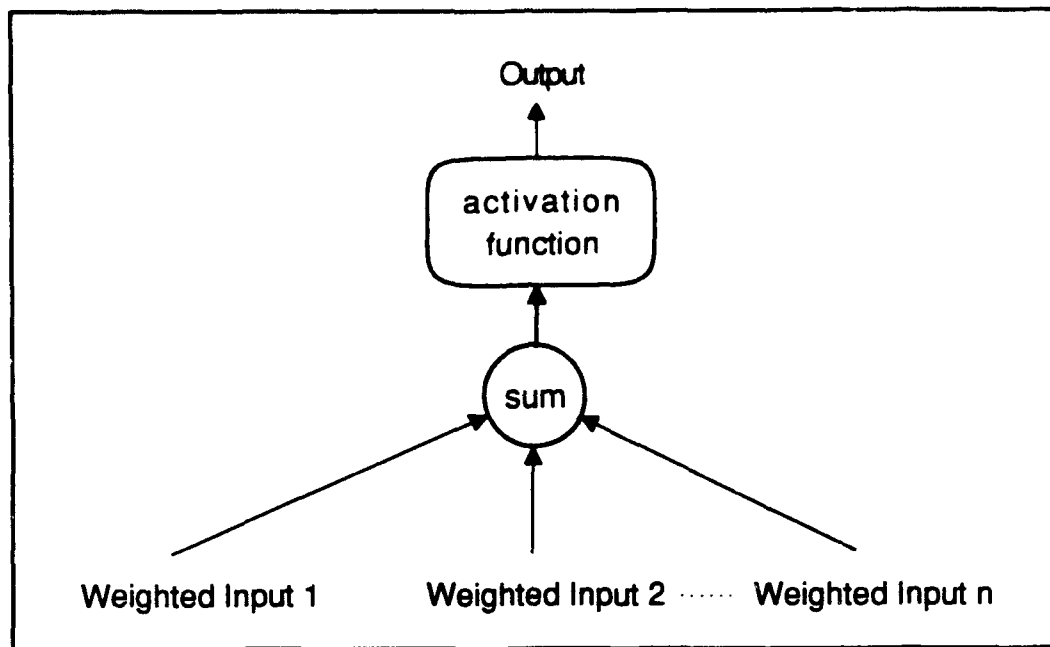 Output
activation
function
sum
Weighted Input 1 Weighted Input 2 ...... Weighted Input n